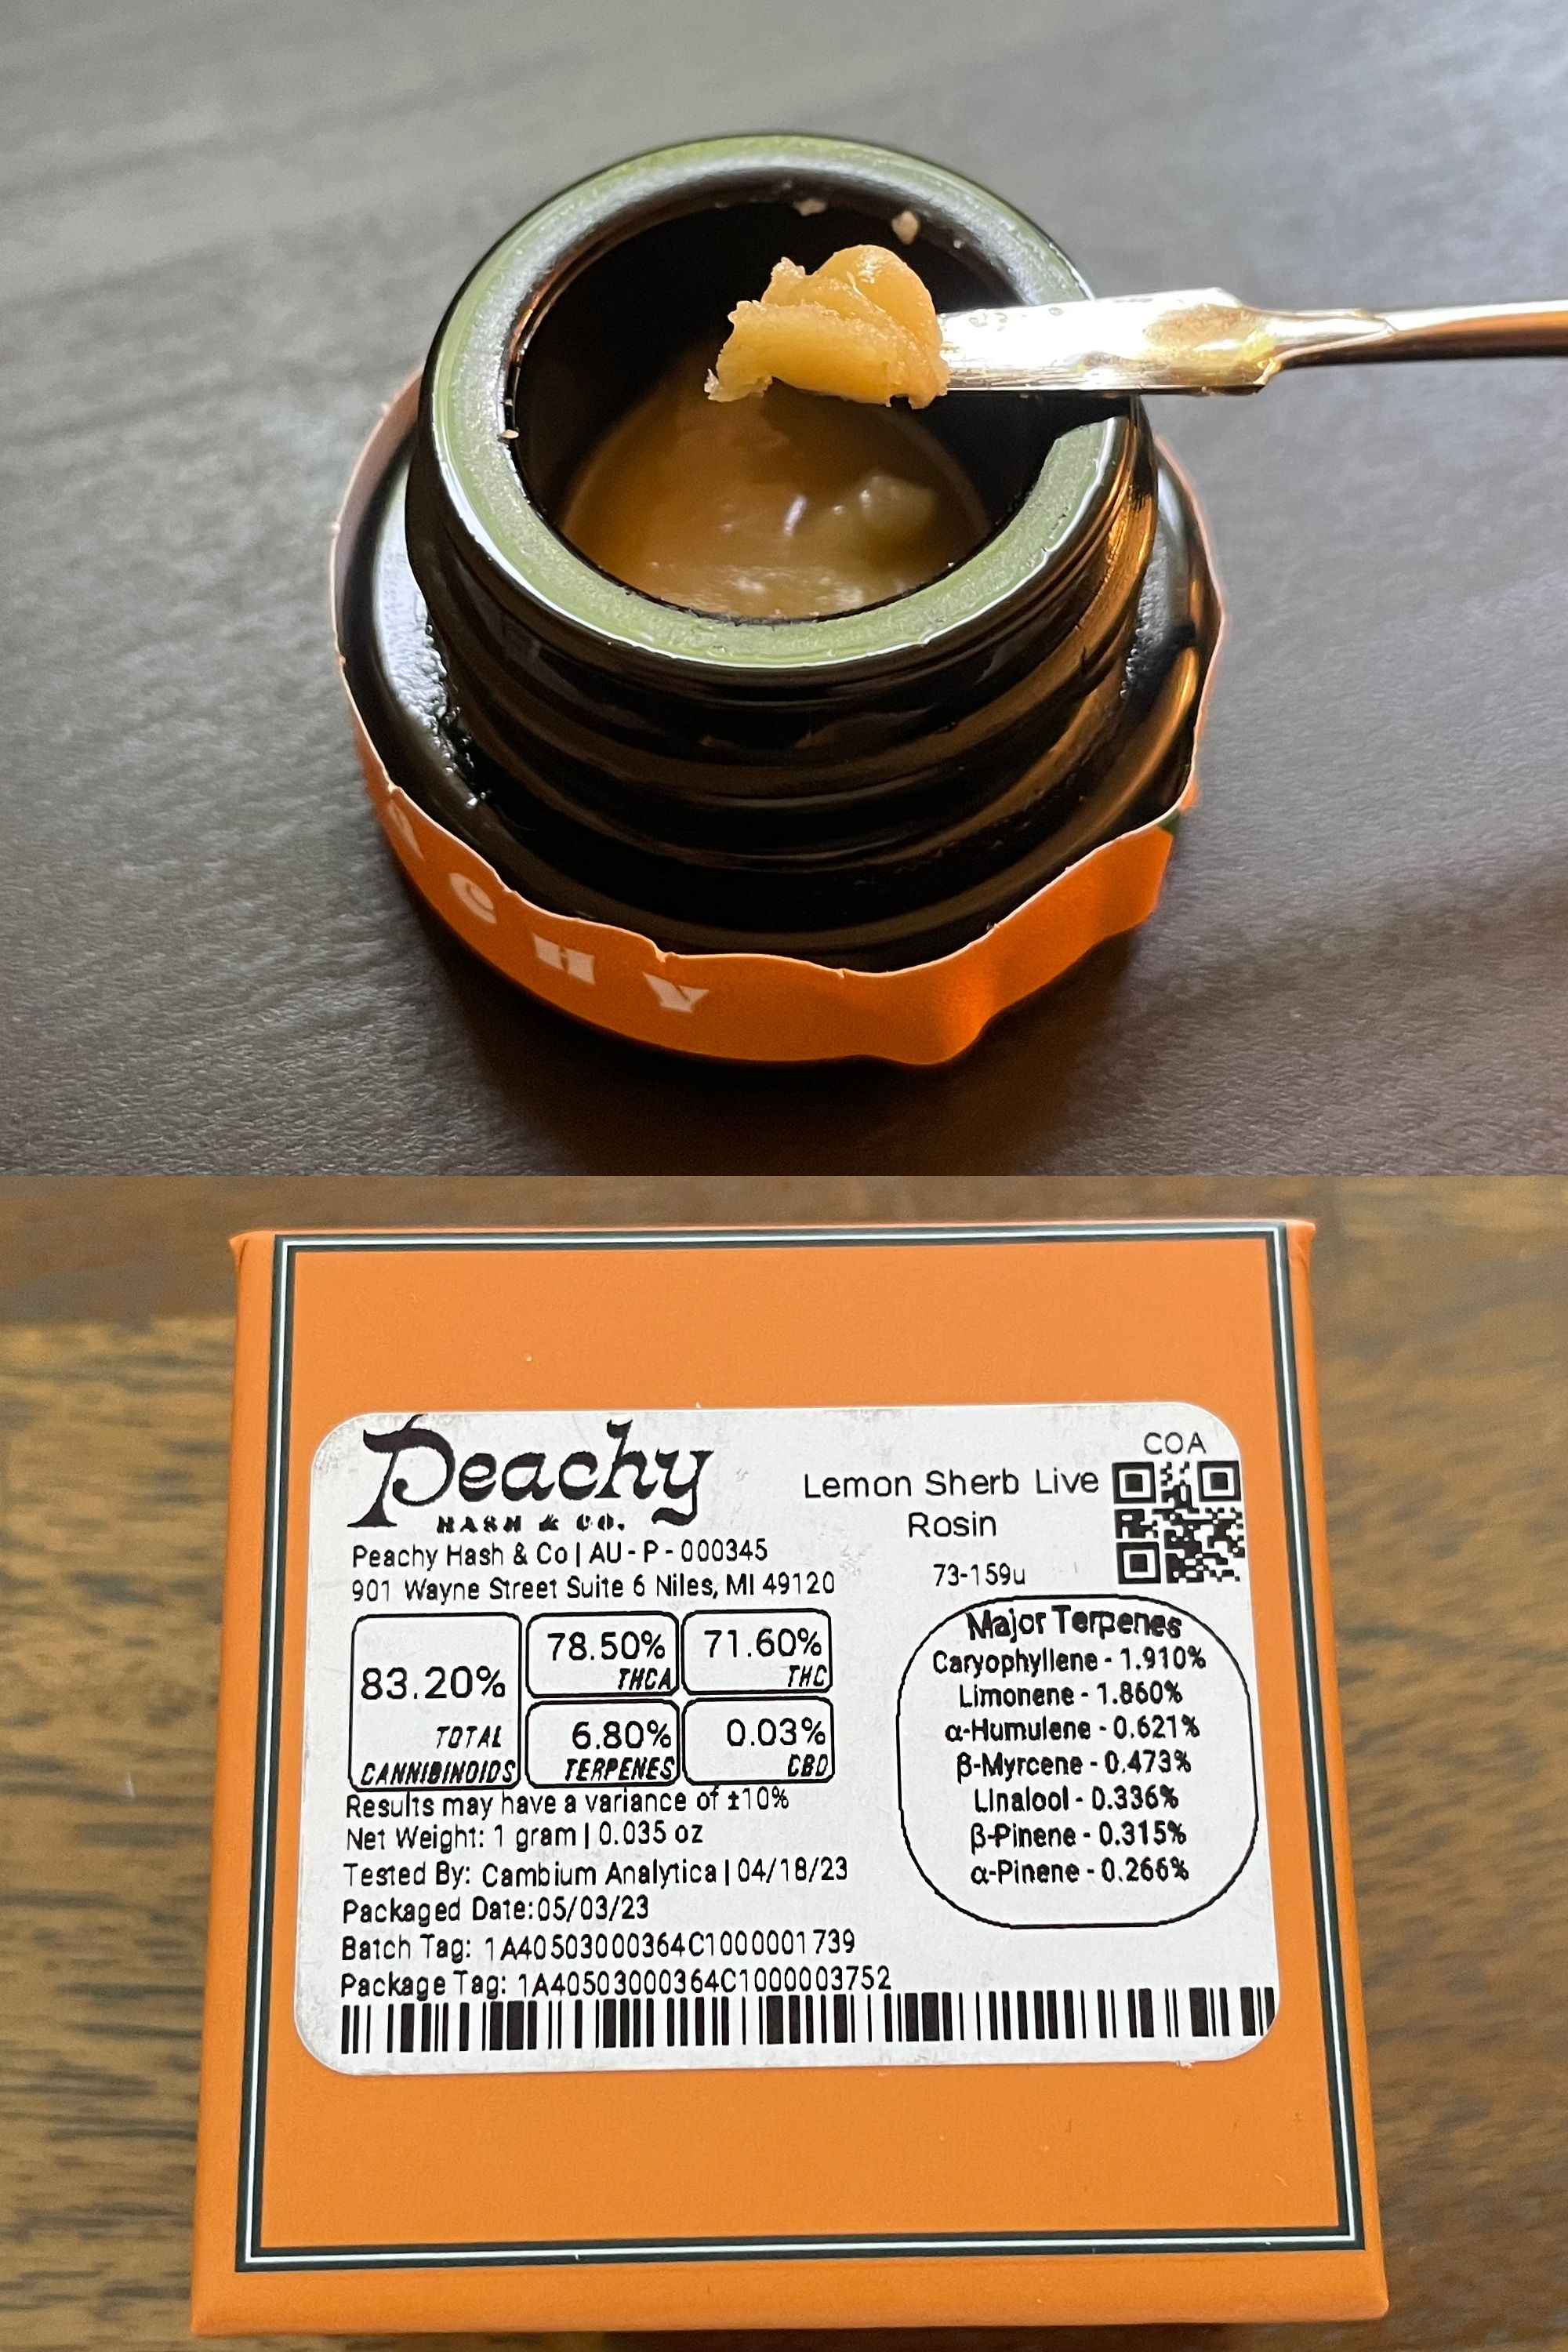 CHY
Peachy
HASH & CO.
Peachy Hash & Co | AU - P - 000345
901 Wayne Street Suite 6 Niles, MI 49120
Lemon Sherb Live
Rosin
73-159u
COA
83.20%
TOTAL
CANNIBINOIDS
78.50%
THCA
71.60%
THC
6.80%
TERPENES
0.03%
CBD
Results may have a variance of ±10%
Net Weight: 1 gram | 0.035 oz
Tested By: Cambium Analytica | 04/18/23
Packaged Date:05/03/23
Batch Tag: 1A40503000364C1000001739
Package Tag: 1A40503000364C1000003752
Major Terpenes
Caryophyllene - 1.910%
Limonene - 1.860%
α-Humulene - 0.621%
β-Myrcene - 0.473%
Linalool - 0.336%
β-Pinene - 0.315%
α-Pinene - 0.266%